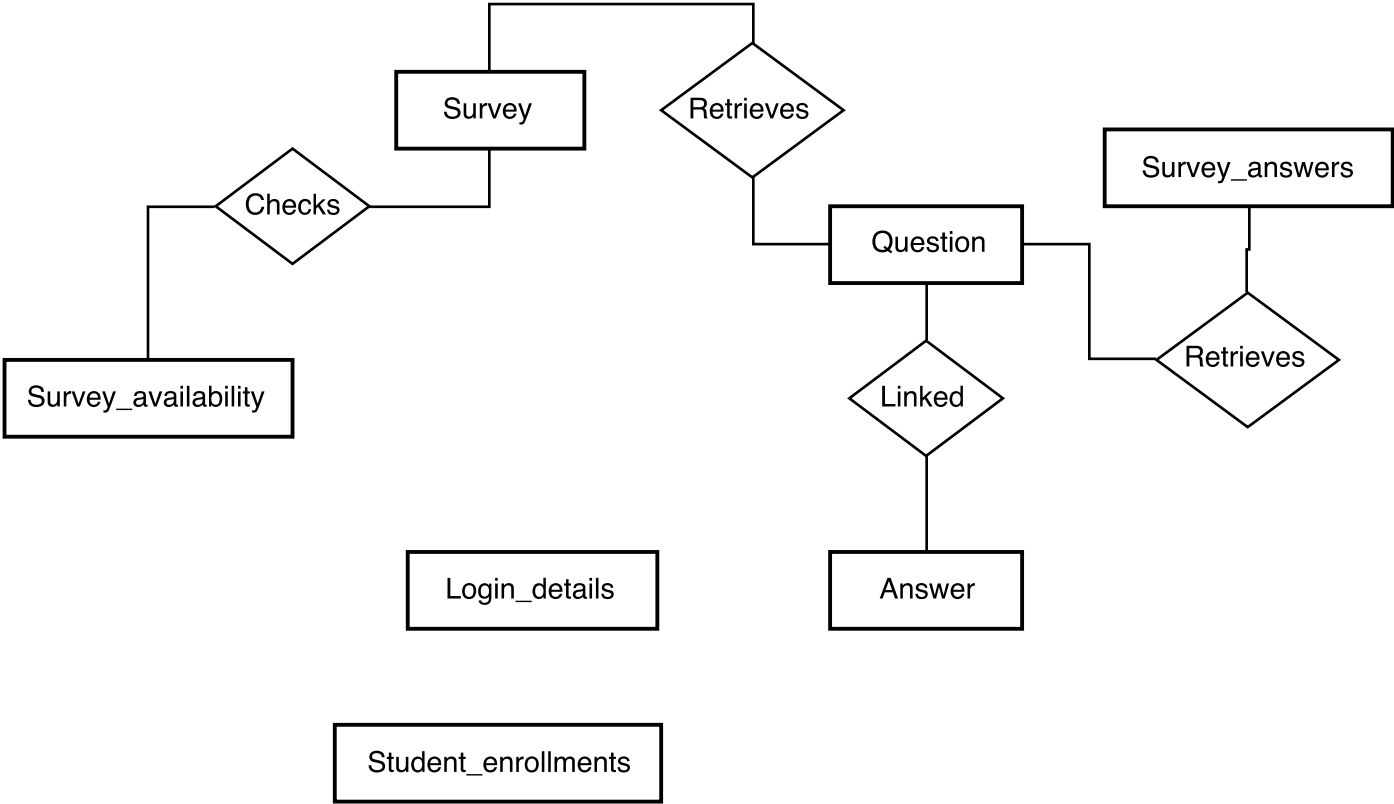 Survey
Retrieves
Survey_answers
Checks
Question
Retrieves
Survey_availability
Linked
Login_details
Answer
Student_enrollments